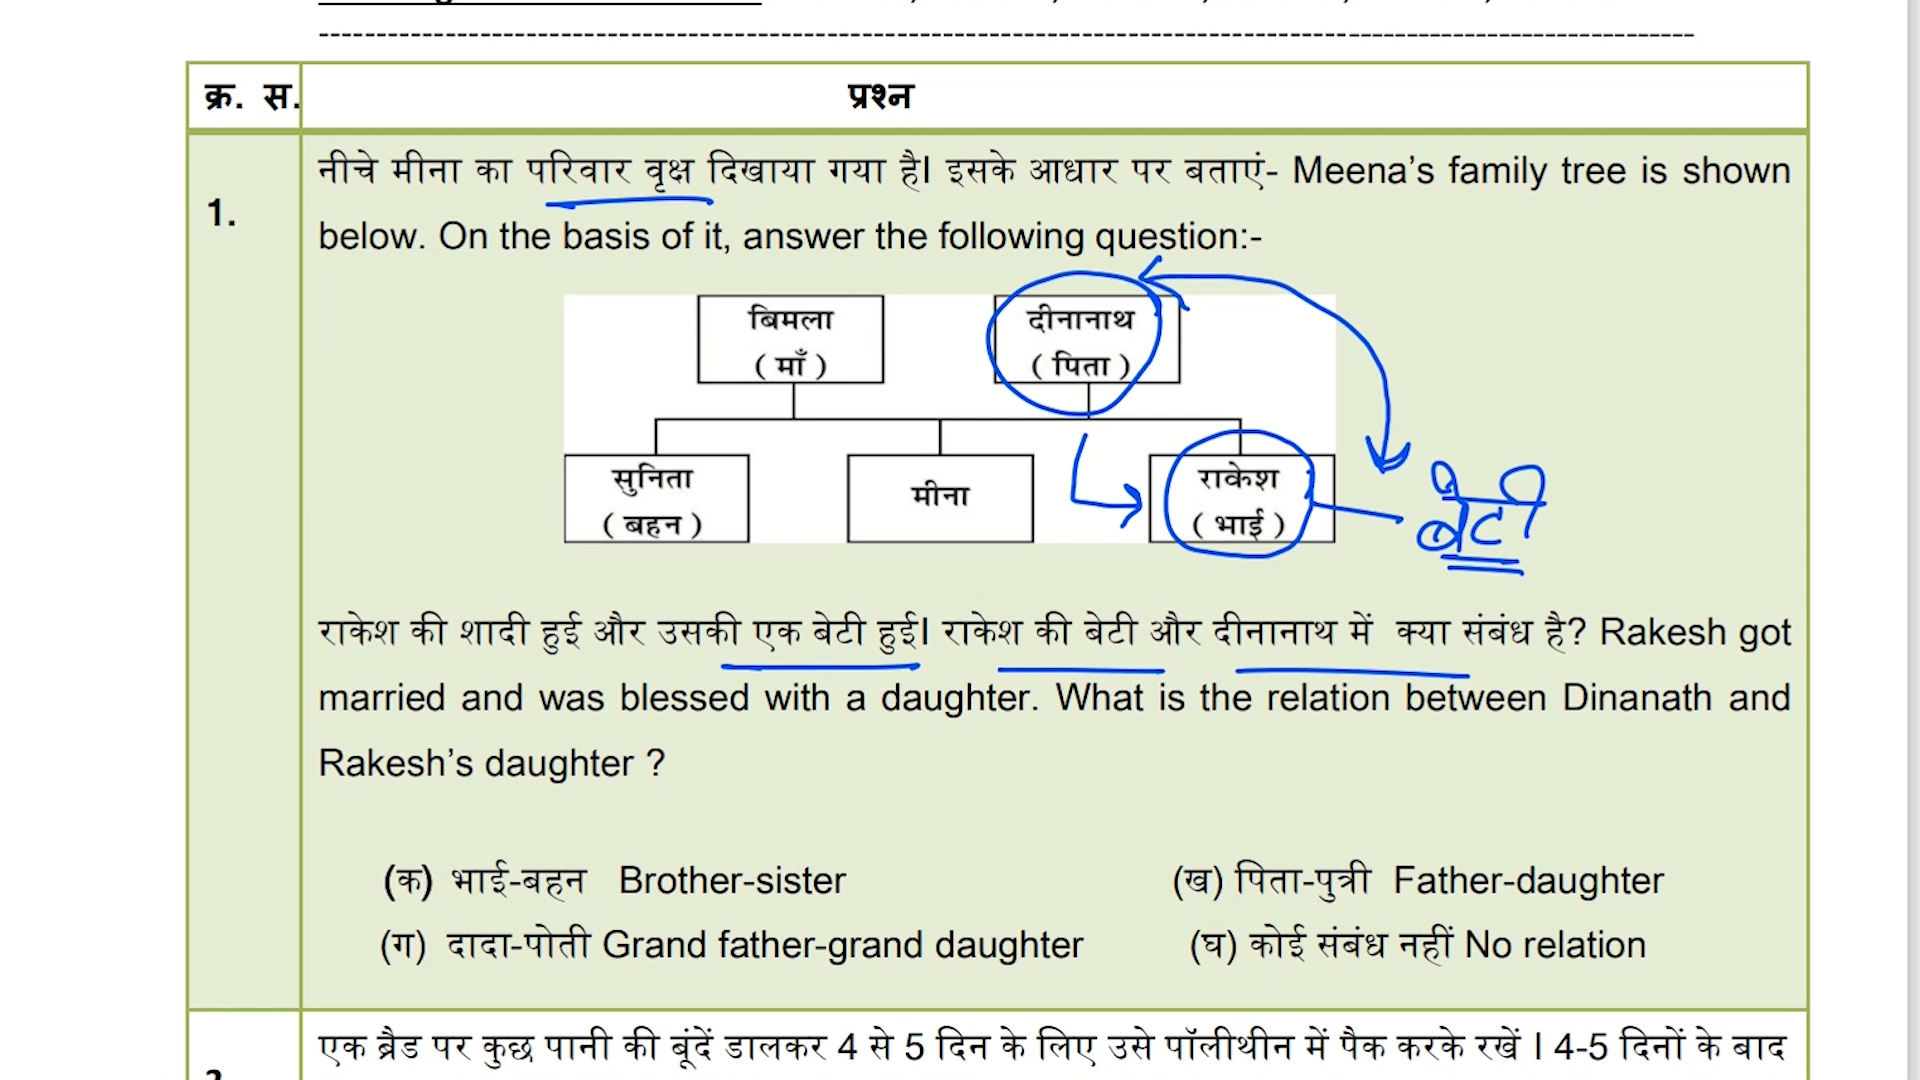 क्र. स. प्रश्न
1. नीचे मीना का परिवार वृक्ष दिखाया गया है। इसके आधार पर बताएं- Meena’s family tree is shown
below. On the basis of it, answer the following question:-
बिमला दीनानाथ
( माँ ) ( पिता )
सुनिता मीना राकेश
( बहन ) ( भाई )
बेटी
राकेश की शादी हुई और उसकी एक बेटी हुई। राकेश की बेटी और दीनानाथ में क्या संबंध है? Rakesh got
married and was blessed with a daughter. What is the relation between Dinanath and
Rakesh’s daughter ?
(क) भाई-बहन Brother-sister (ख) पिता-पुत्री Father-daughter
(ग) दादा-पोती Grand father-grand daughter (घ) कोई संबंध नहीं No relation
एक ब्रैड पर कुछ पानी की बूंदें डालकर 4 से 5 दिन के लिए उसे पॉलीथीन में पैक करके रखें । 4-5 दिनों के बाद